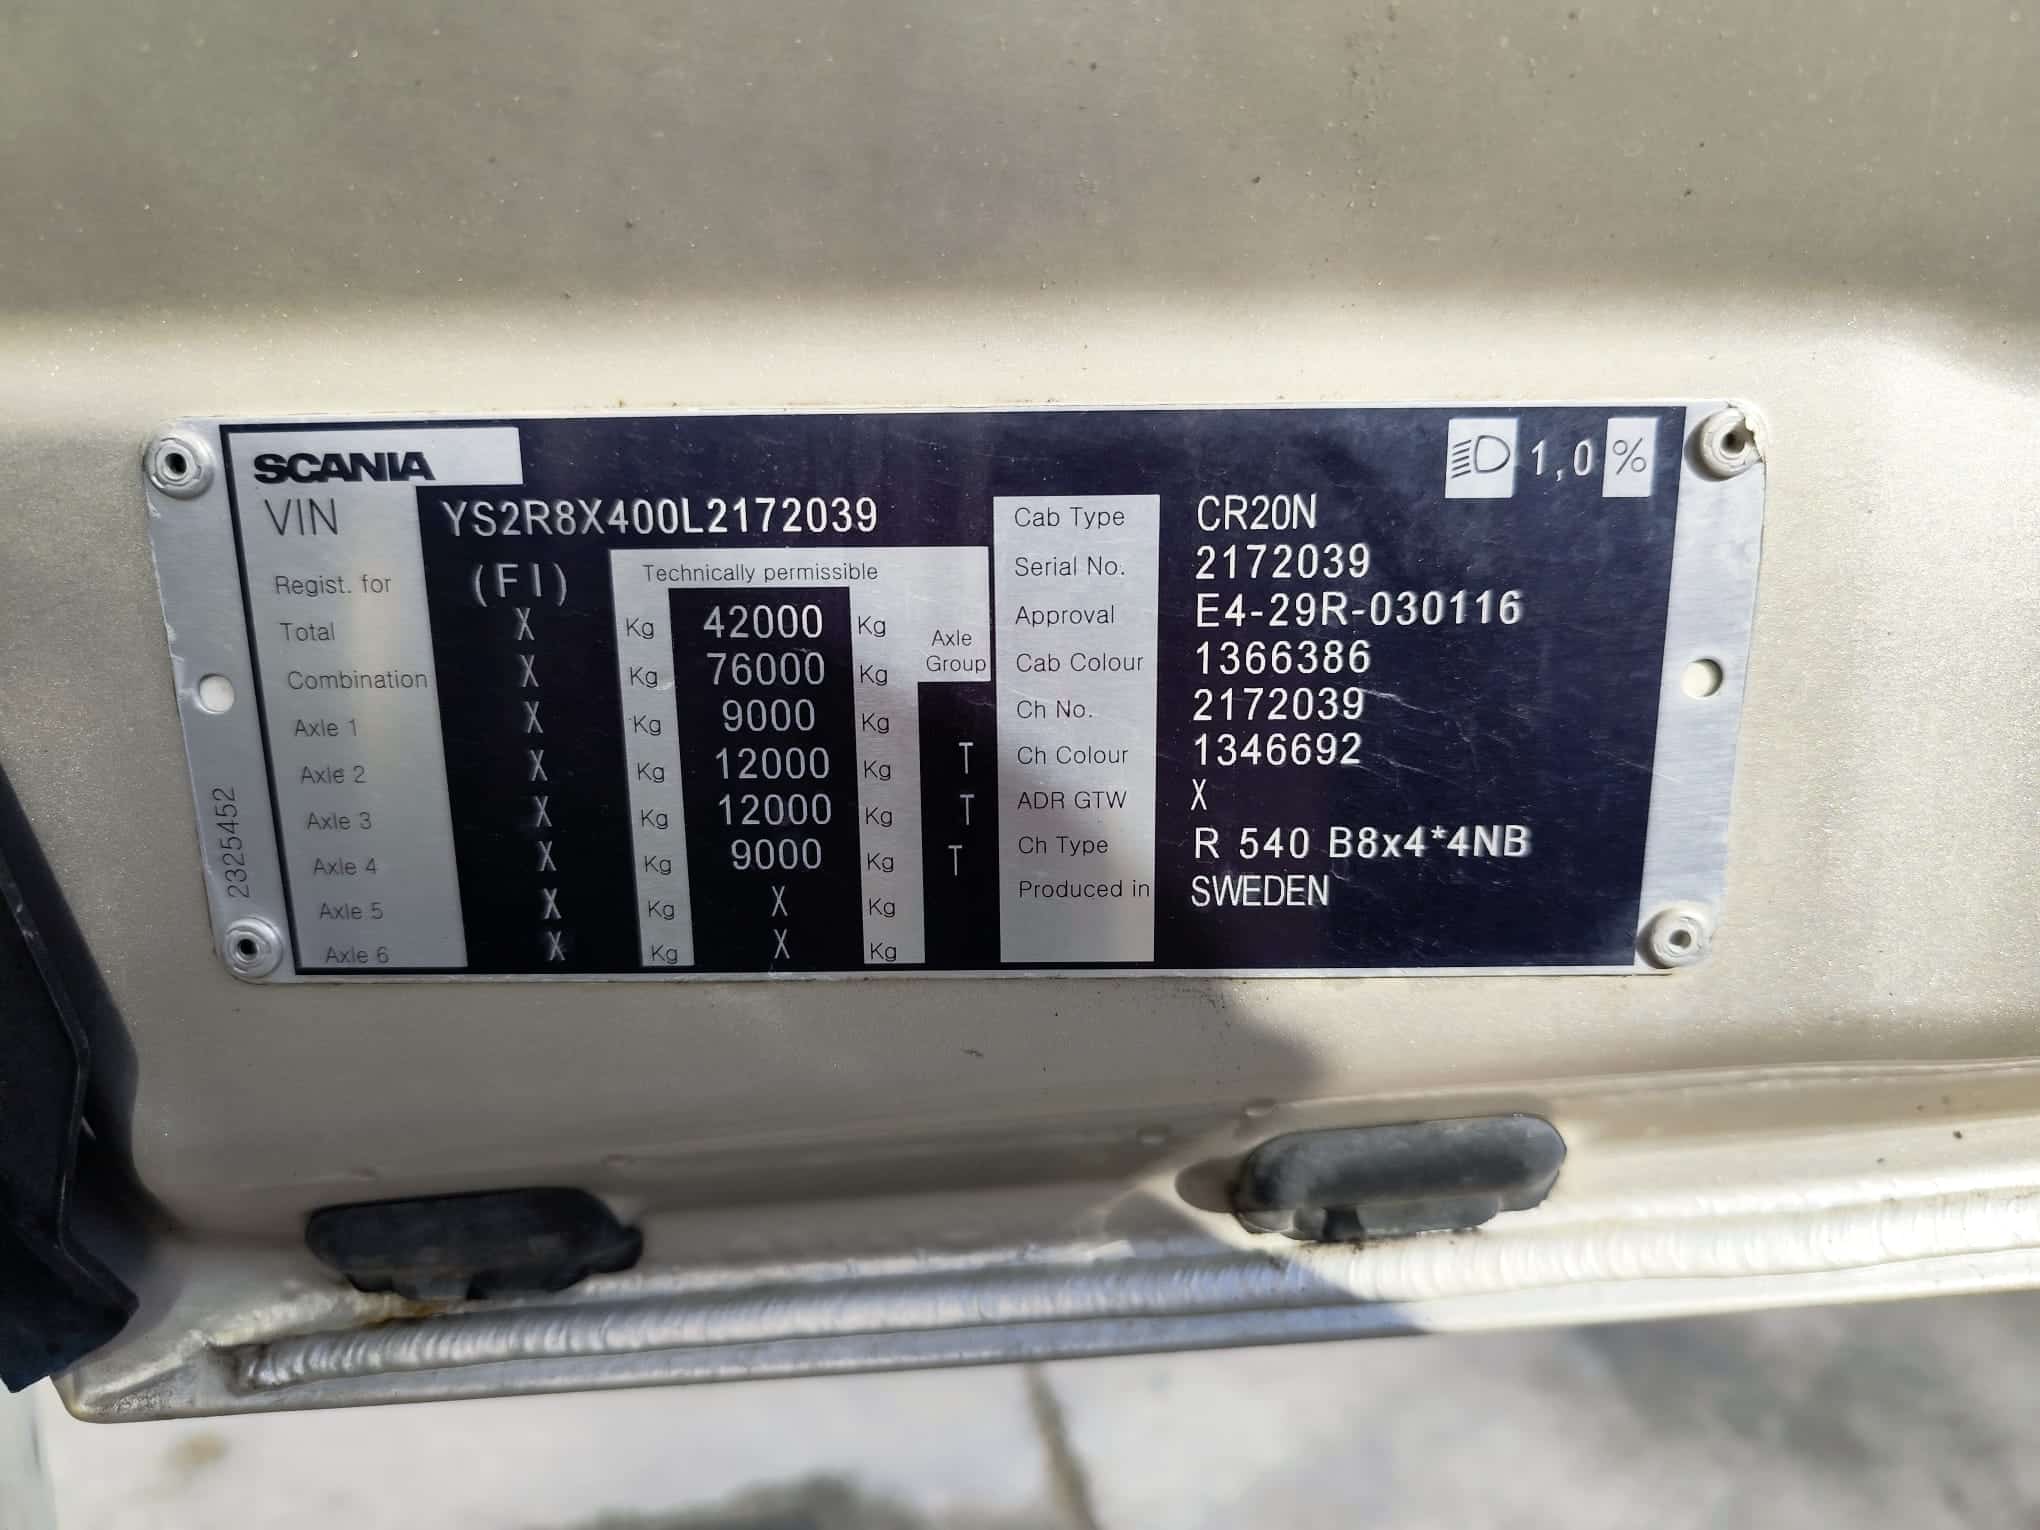 SCANIA 1,0 %
VIN YS2R8X400L2172039 Cab Type CR20N
Regist. for (FI) Technically permissible Serial No. 2172039
Total X Kg 42000 Kg Axle Group Approval E4-29R-030116
Combination X Kg 76000 Kg Cab Colour 1366386
Axle 1 X Kg 9000 Kg Ch No. 2172039
Axle 2 X Kg 12000 Kg T Ch Colour 1346692
Axle 3 X Kg 12000 Kg T ADR GTW X
Axle 4 X Kg 9000 Kg T Ch Type R 540 B8x4*4NB
Axle 5 X Kg X Kg Produced in SWEDEN
Axle 6 X Kg X Kg
2325452